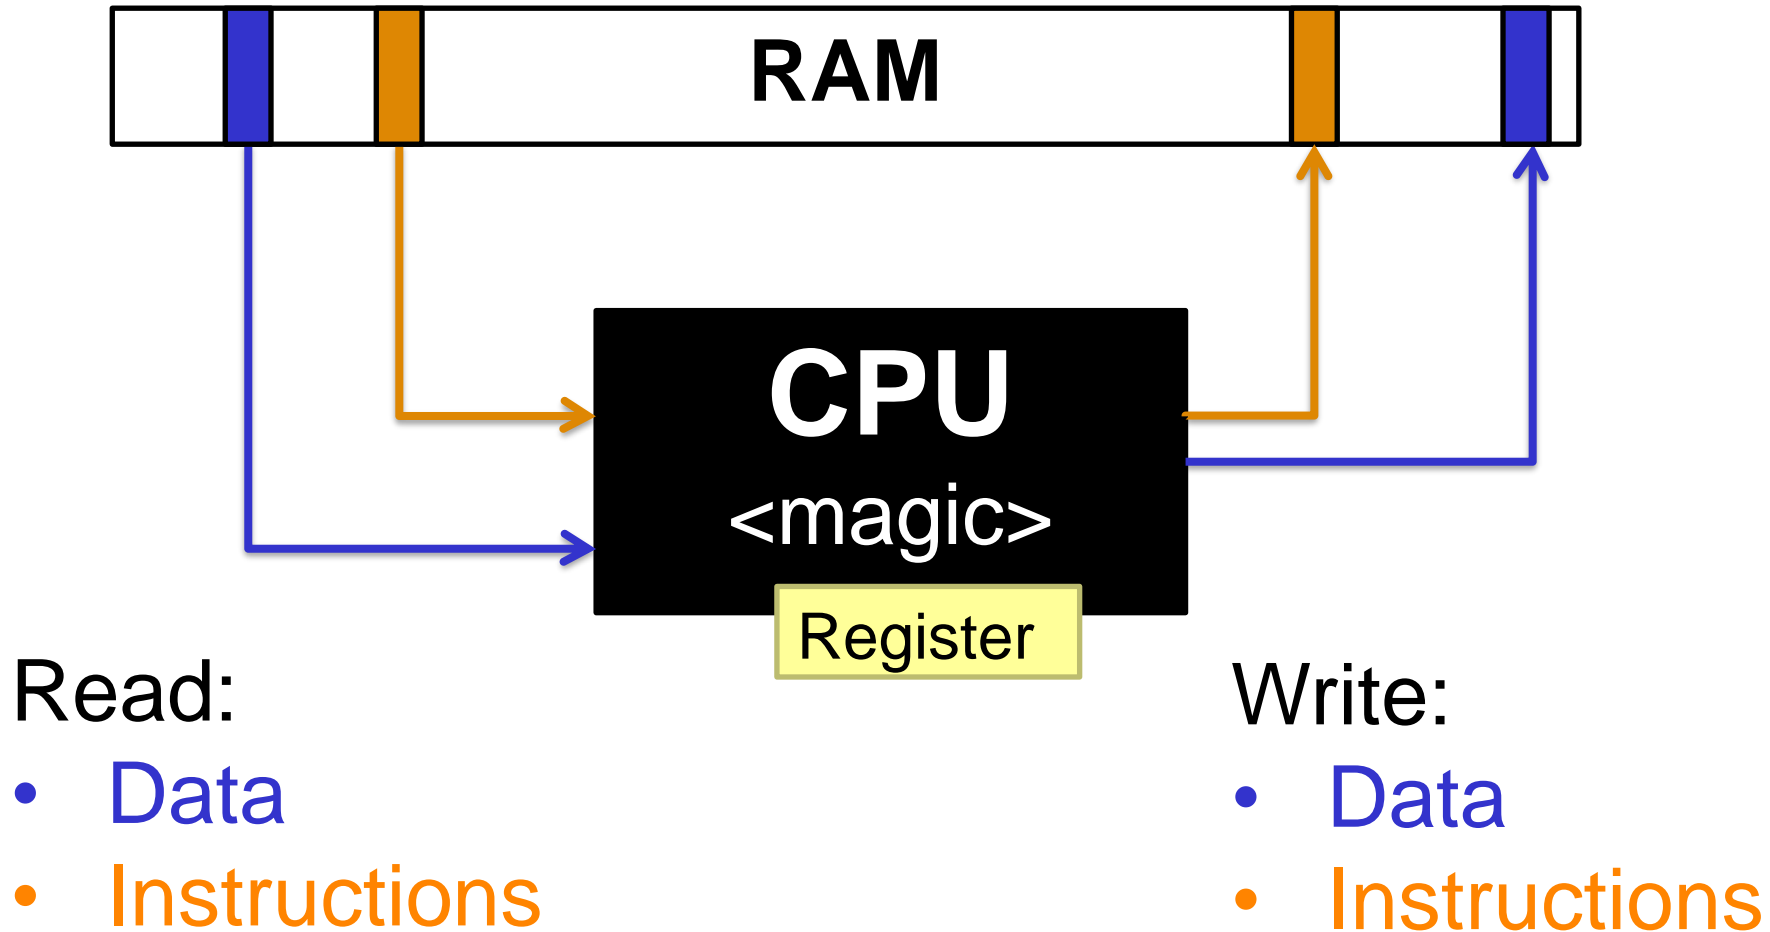 RAM
CPU
<magic>
Register
Read:
• Data
• Instructions
Write:
• Data
• Instructions